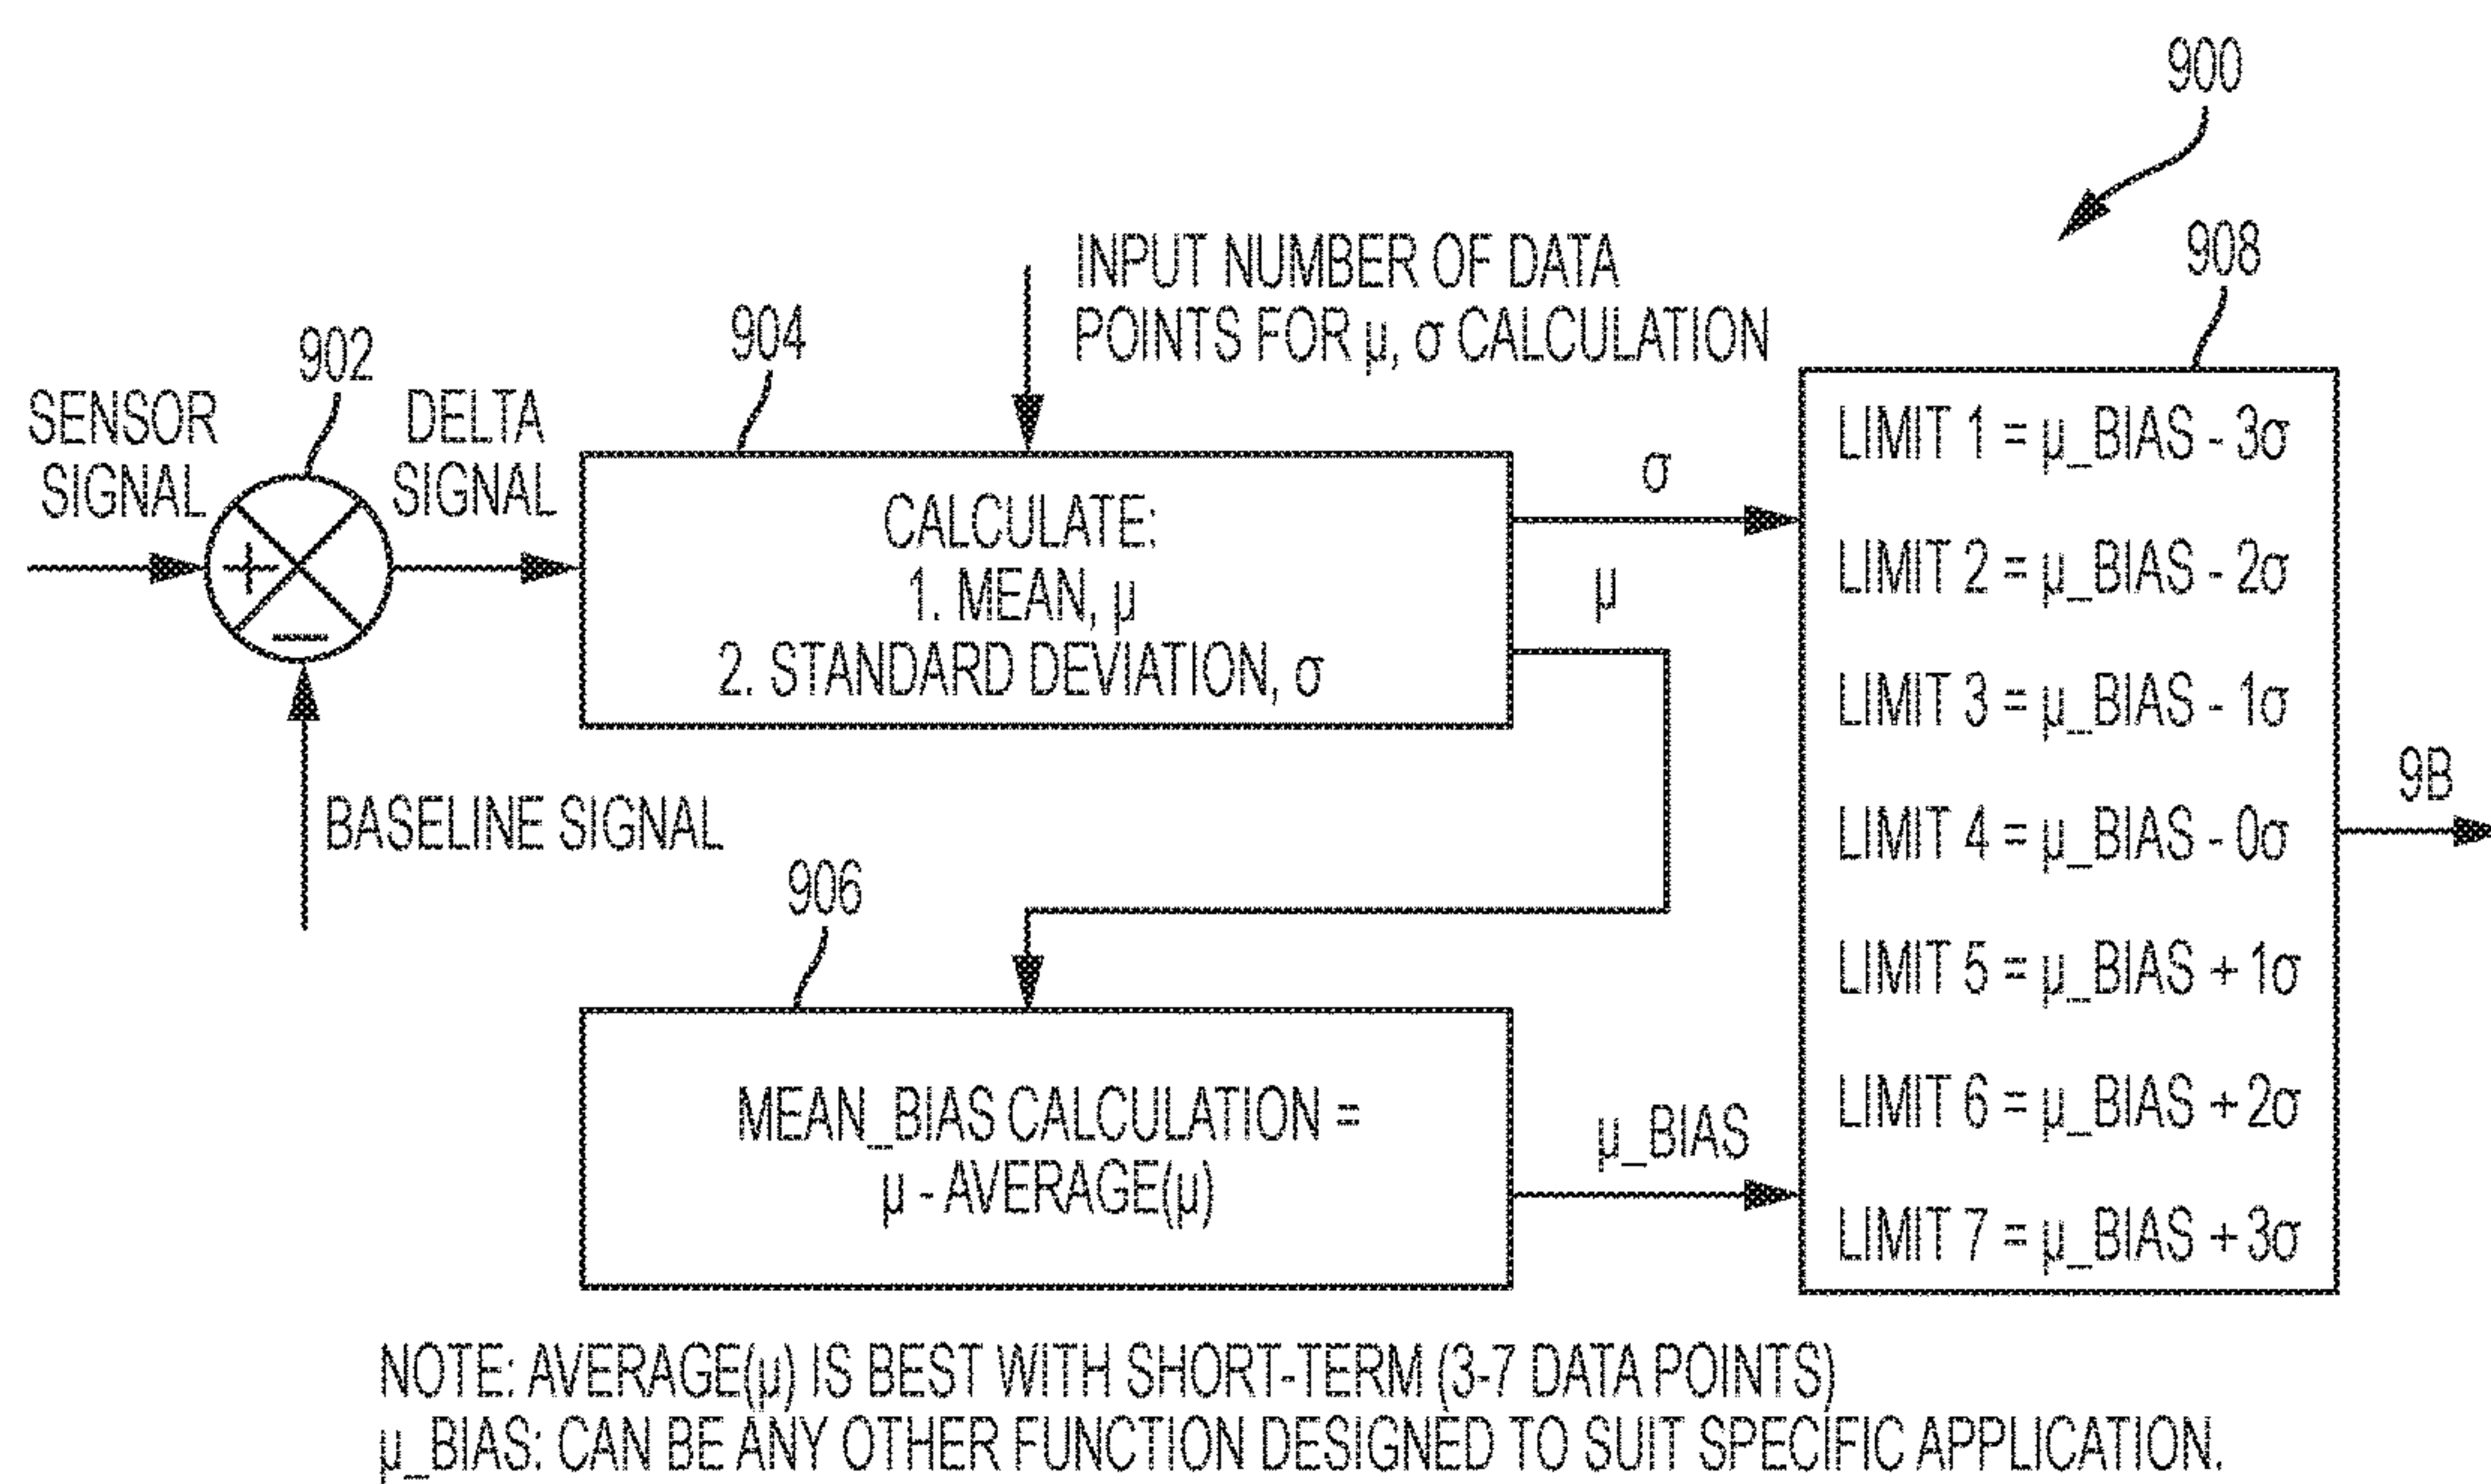 900
908
INPUT NUMBER OF DATA
POINTS FOR μ, σ CALCULATION
904
902
SENSOR
SIGNAL
DELTA
SIGNAL
+
—
BASELINE SIGNAL
CALCULATE:
1. MEAN, μ
2. STANDARD DEVIATION, σ
σ
μ
906
MEAN_BIAS CALCULATION =
μ - AVERAGE(μ)
μ_BIAS
LIMIT 1 = μ_BIAS - 3σ
LIMIT 2 = μ_BIAS - 2σ
LIMIT 3 = μ_BIAS - 1σ
LIMIT 4 = μ_BIAS - 0σ
LIMIT 5 = μ_BIAS + 1σ
LIMIT 6 = μ_BIAS + 2σ
LIMIT 7 = μ_BIAS + 3σ
9B
NOTE: AVERAGE(μ) IS BEST WITH SHORT-TERM (3-7 DATA POINTS)
μ_BIAS: CAN BE ANY OTHER FUNCTION DESIGNED TO SUIT SPECIFIC APPLICATION.